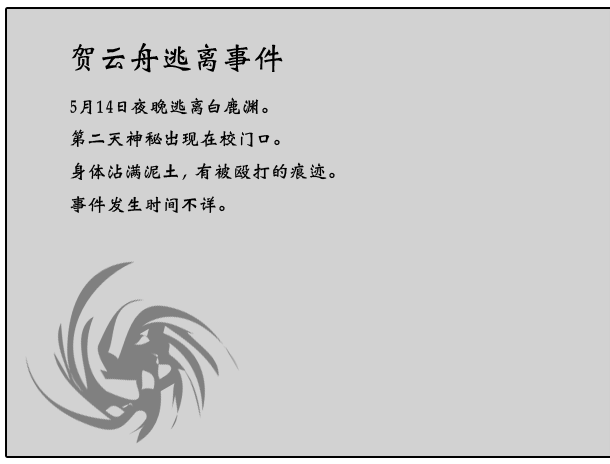 贺云舟逃离事件
5月14日夜晚逃离白鹿渊。
第二天神秘出现在校门口。
身体沾满泥土，有被殴打的痕迹。
事件发生时间不详。